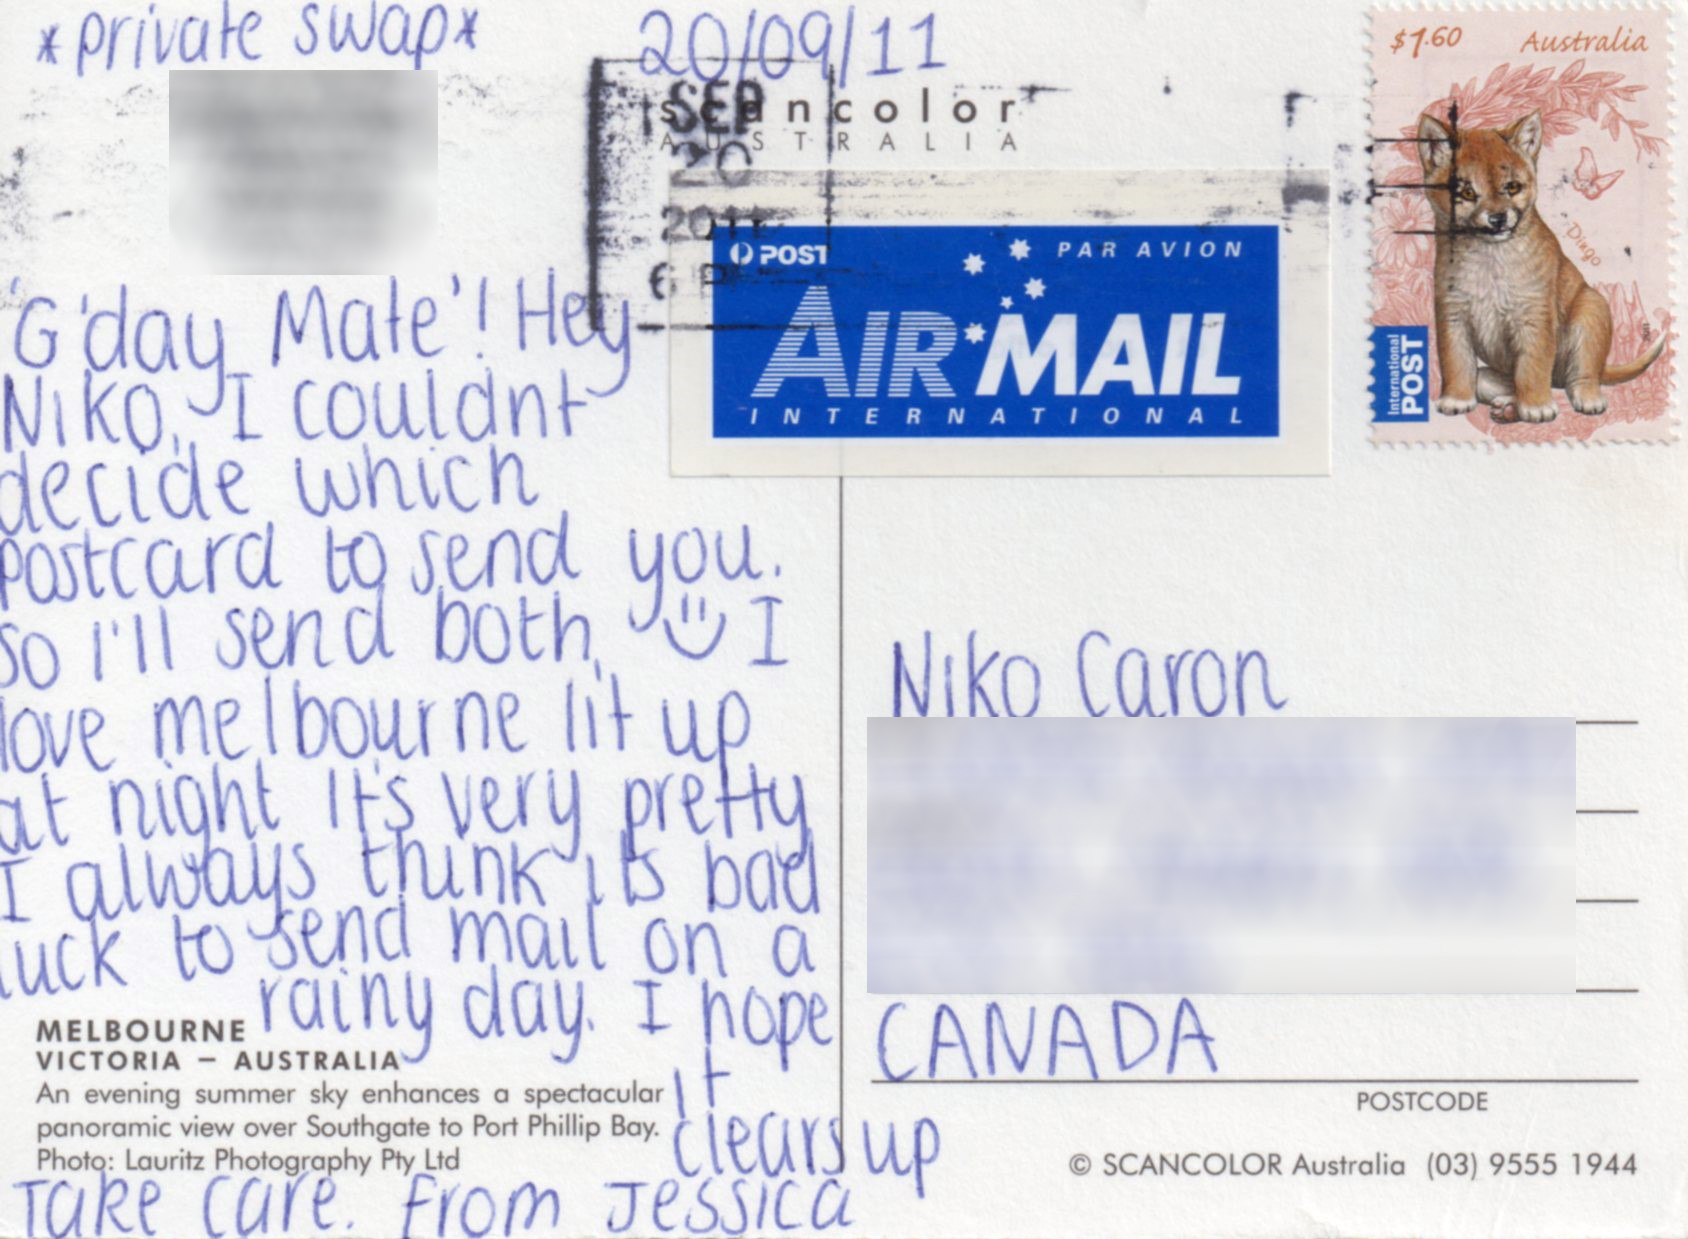 *private swap*
20/09/11
SEP
20
2011
6 P
scancolor
AUSTRALIA
POST
PAR AVION
AIR MAIL
INTERNATIONAL
$1.60 Australia
Dingo
International
POST
'G'day Mate'! Hey
Niko, I couldnt
decide which
postcard to send you.
so I'll send both, I
love melbourne lit up
at night It's very pretty
I always think its bad
luck to send mail on a
rainy day. I hope
it
clears up
Take care. From Jessica
MELBOURNE
VICTORIA – AUSTRALIA
An evening summer sky enhances a spectacular
panoramic view over Southgate to Port Phillip Bay.
Photo: Lauritz Photography Pty Ltd
Niko Caron
CANADA
POSTCODE
© SCANCOLOR Australia (03) 9555 1944